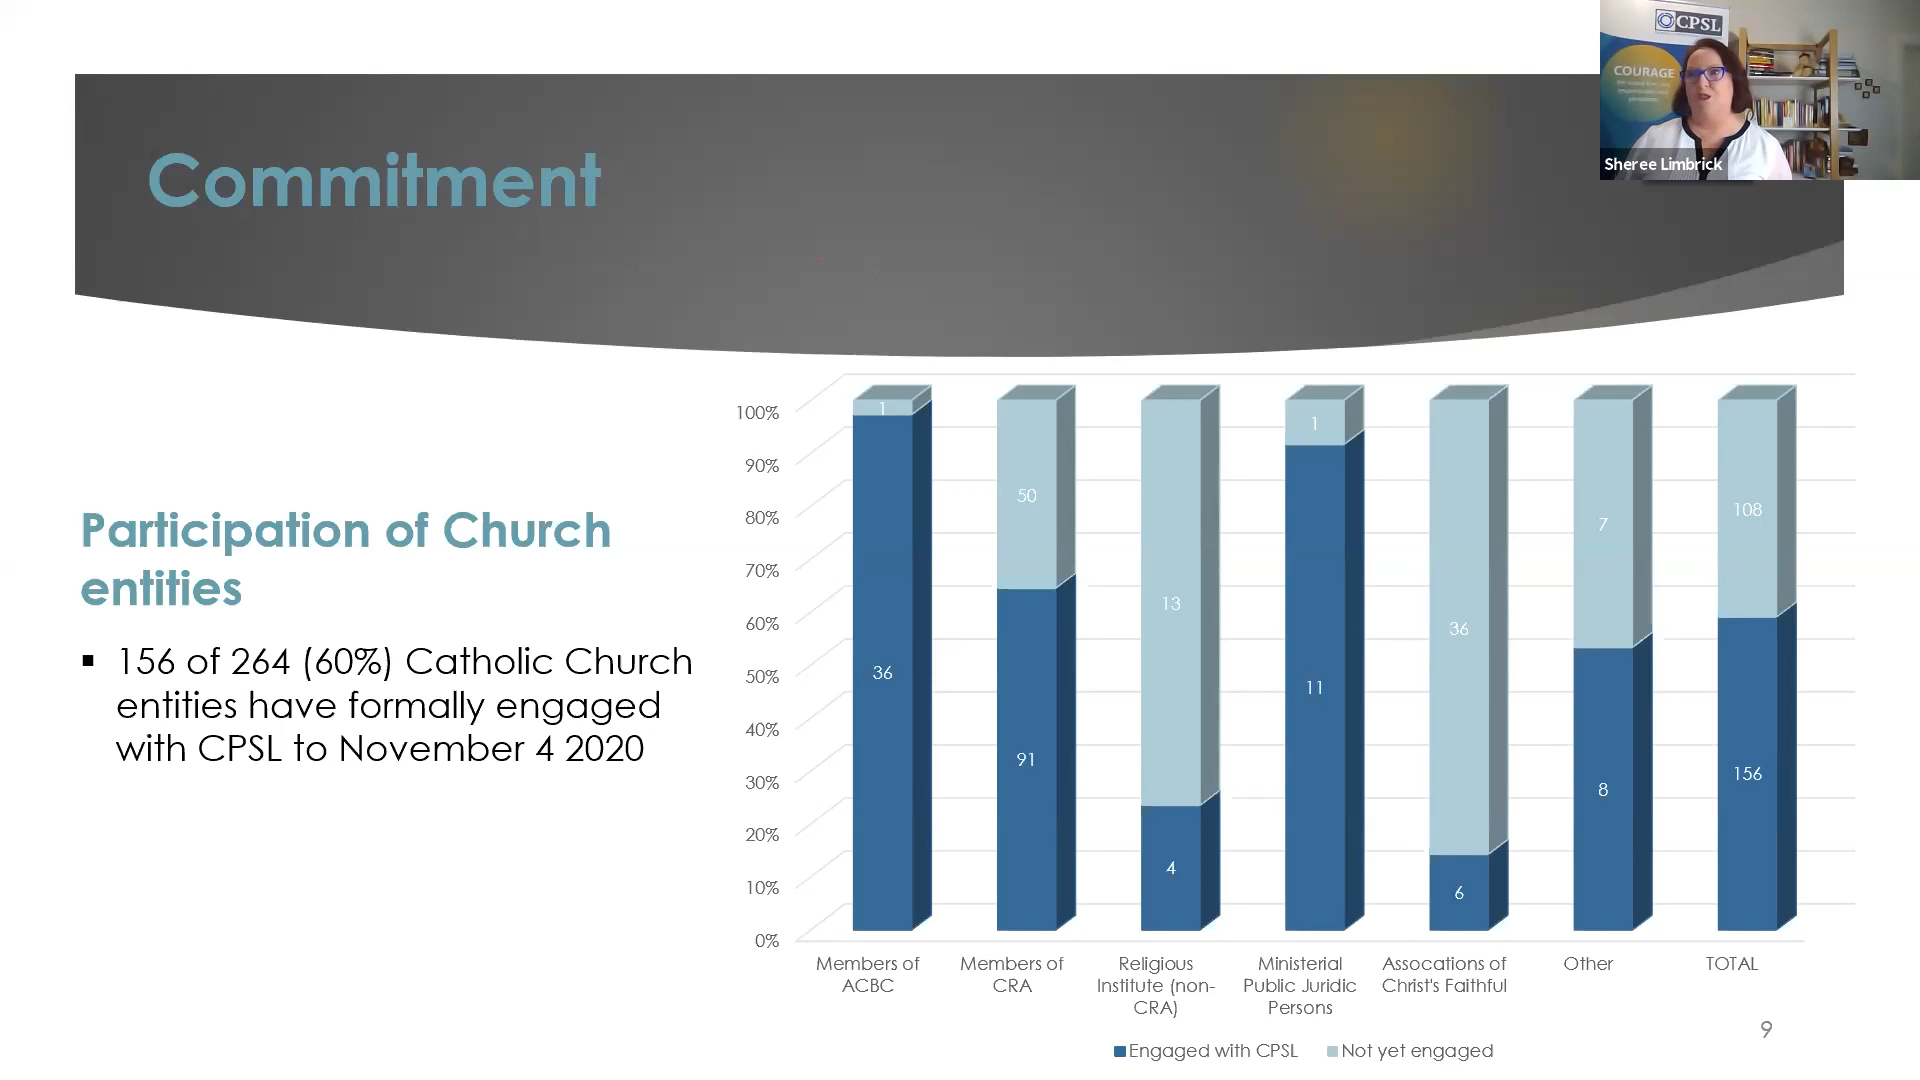 CPSL
COURAGE
Sheree Limbrick
Commitment
Participation of Church
entities
▪ 156 of 264 (60%) Catholic Church
entities have formally engaged
with CPSL to November 4 2020
100%
90%
80%
70%
60%
50%
40%
30%
20%
10%
0%
1
36
50
91
13
4
1
11
36
6
7
8
108
156
Members of
ACBC
Members of
CRA
Religious
Institute (non-
CRA)
Ministerial
Public Juridic
Persons
Assocations of
Christ's Faithful
Other
TOTAL
Engaged with CPSL
Not yet engaged
9